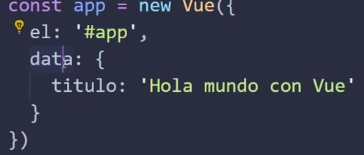 const app = new Vue({
el: '#app',
data: {
titulo: 'Hola mundo con Vue'
}
})